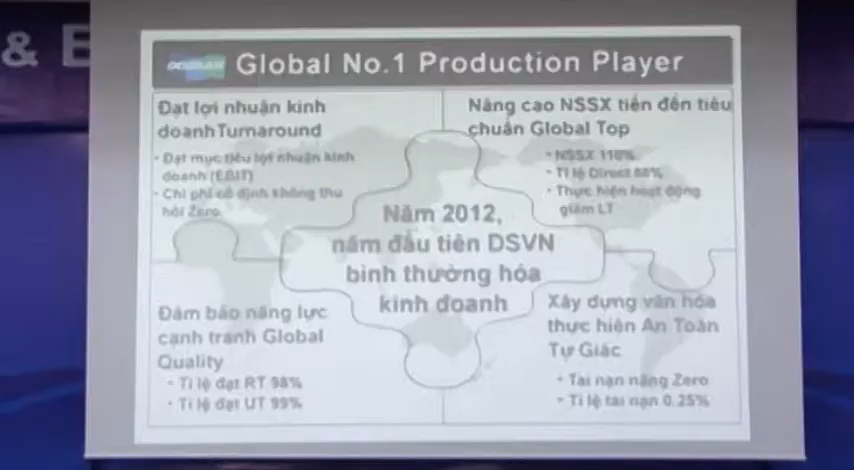 & E
DOOSAN Global No.1 Production Player
Đạt lợi nhuận kinh
doanh Turnaround
• Đạt mục tiêu lợi nhuận kinh
doanh (EBIT)
• Chi phí cố định không thu
hồi Zero
Nâng cao NSSX tiến đến tiêu
chuẩn Global Top
• NSSX 118%
• Tỉ lệ Direct 68%
• Thực hiện hoạt động
giảm LT
Năm 2012,
năm đầu tiên DSVN
bình thường hóa
kinh doanh
Đảm bảo năng lực
cạnh tranh Global
Quality
• Tỉ lệ đạt RT 98%
• Tỉ lệ đạt UT 99%
Xây dựng văn hóa
thực hiện An Toàn
Tự Giác
• Tai nạn nặng Zero
• Tỉ lệ tai nạn 0.25%